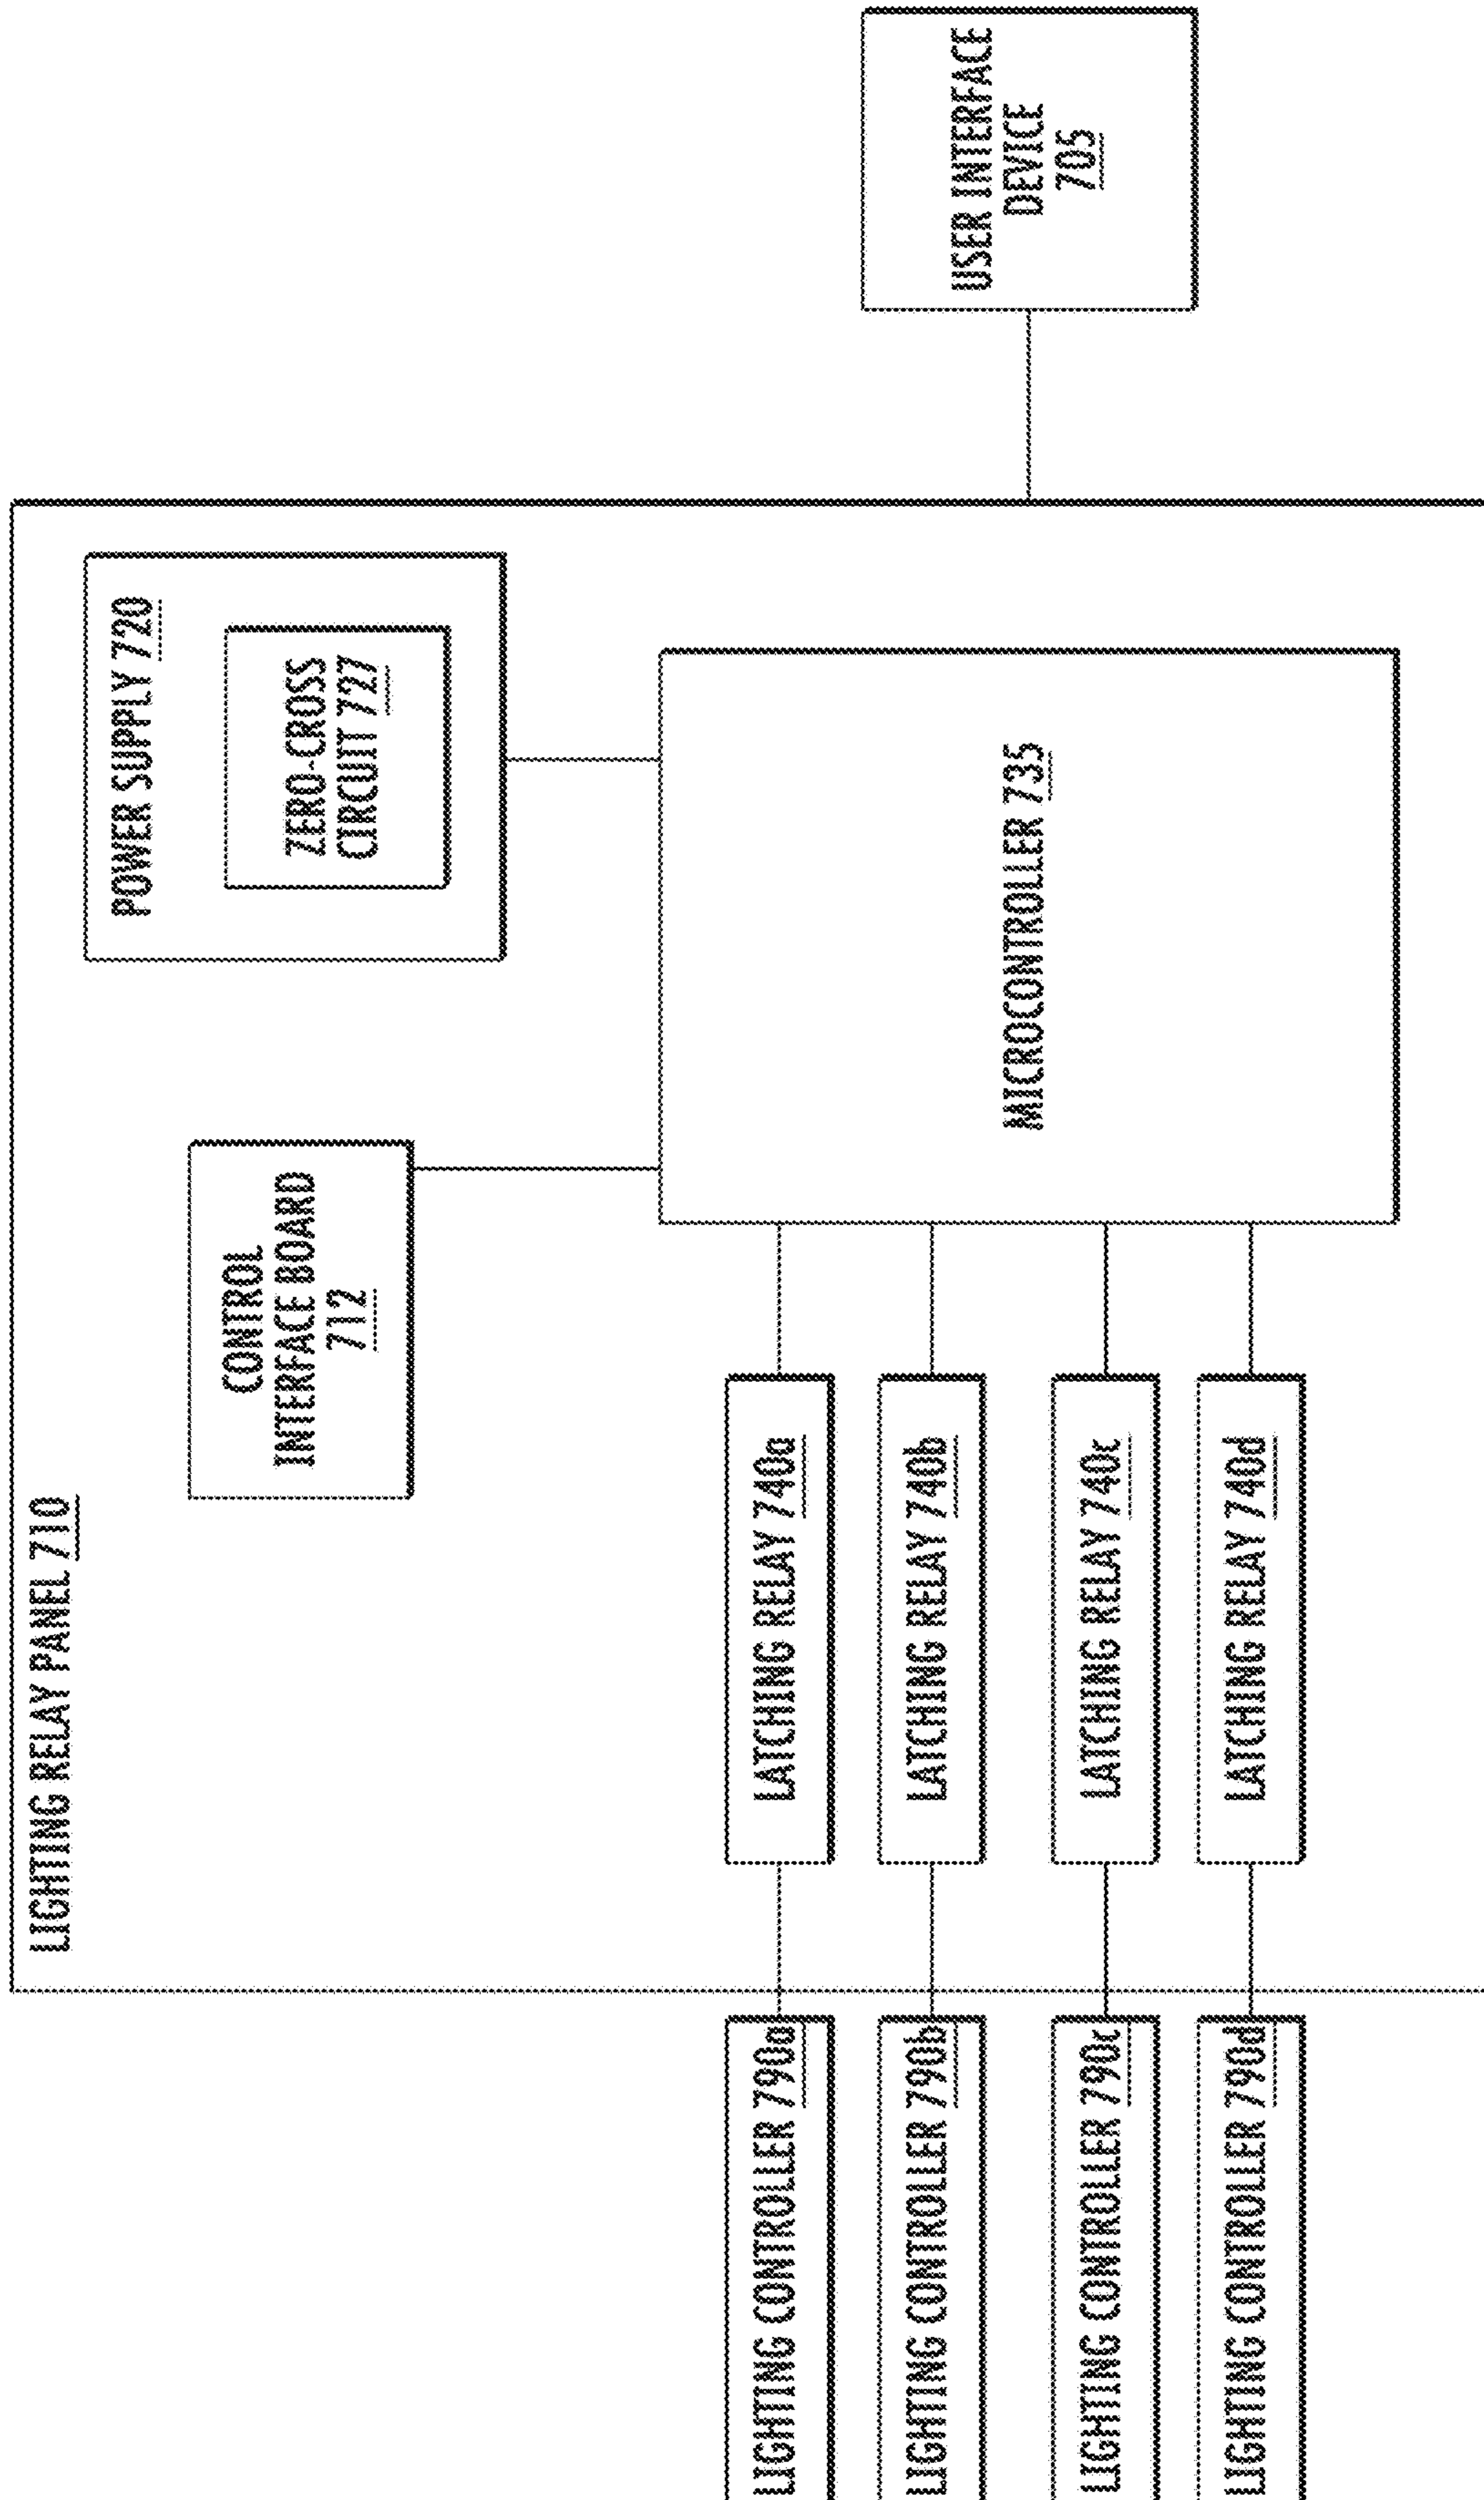 LIGHTING RELAY PANEL 710
POWER SUPPLY 720
ZERO-CROSS
CIRCUIT 727
CONTROL
INTERFACE BOARD
712
LIGHTING CONTROLLER 790a
LATCHING RELAY 740a
LIGHTING CONTROLLER 790b
LATCHING RELAY 740b
MICROCONTROLLER 735
USER INTERFACE
DEVICE
705
LIGHTING CONTROLLER 790c
LATCHING RELAY 740c
LIGHTING CONTROLLER 790d
LATCHING RELAY 740d